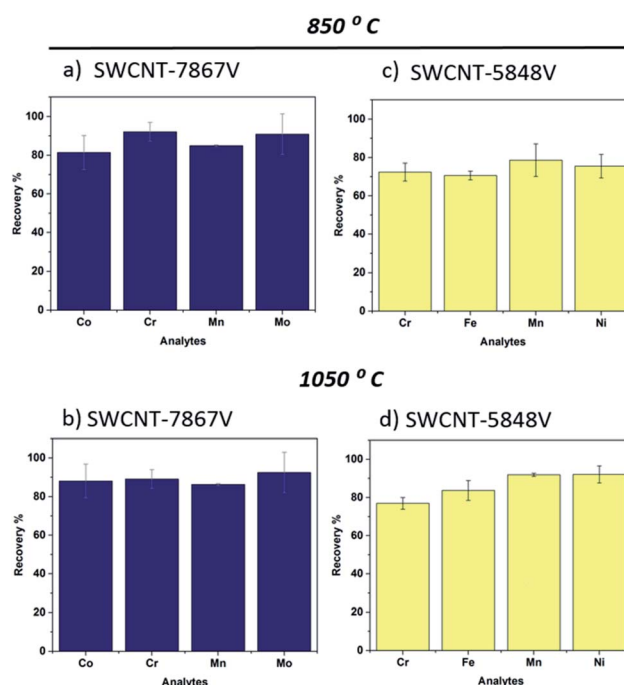 850 ° C
a) SWCNT-7867V
c) SWCNT-5848V
100
80
60
40
20
0
Recovery %
Co Cr Mn Mo
Analytes
100
80
60
40
20
0
Recovery %
Cr Fe Mn Ni
Analytes
1050 ° C
b) SWCNT-7867V
d) SWCNT-5848V
100
80
60
40
20
0
Recovery %
Co Cr Mn Mo
Analytes
100
80
60
40
20
0
Recovery %
Cr Fe Mn Ni
Analytes